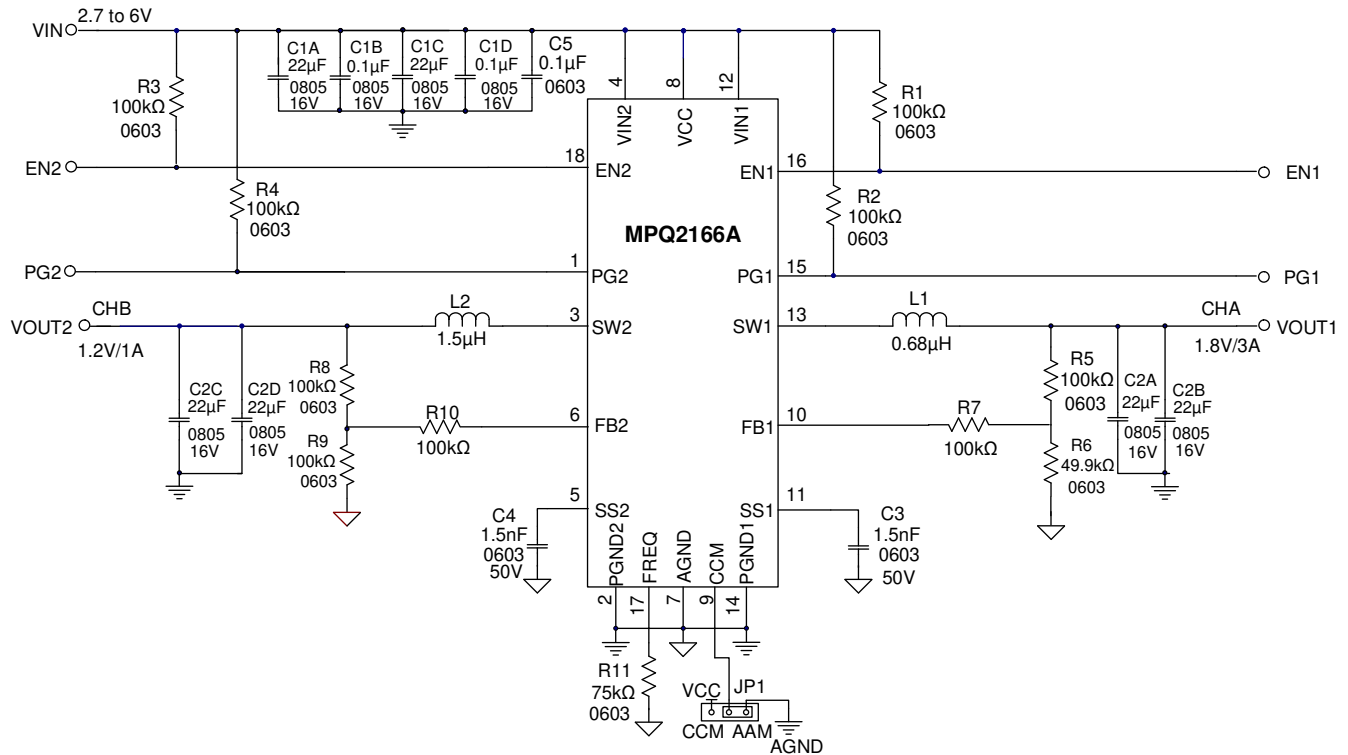 VIN 2.7 to 6V
C1A
22µF
0805
16V
C1B
0.1µF
0805
16V
C1C
22µF
0805
16V
C1D
0.1µF
0805
16V
C5
0.1µF
0603
R3
100kΩ
0603
R1
100kΩ
0603
4
VIN2
8
VCC
12
VIN1
EN2
18
EN2
EN1
16
EN1
R4
100kΩ
0603
R2
100kΩ
0603
MPQ2166A
PG2
1
PG2
PG1
15
PG1
VOUT2
CHB
1.2V/1A
L2
1.5µH
3
SW2
SW1
13
L1
0.68µH
CHA
1.8V/3A
VOUT1
C2C
22µF
0805
16V
C2D
22µF
0805
16V
R8
100kΩ
0603
R9
100kΩ
0603
R10
100kΩ
6
FB2
FB1
10
R7
100kΩ
R5
100kΩ
0603
R6
49.9kΩ
0603
C2A
22µF
0805
16V
C2B
22µF
0805
16V
C4
1.5nF
0603
50V
5
SS2
SS1
11
C3
1.5nF
0603
50V
PGND2
FREQ
AGND
CCM
PGND1
2
17
7
9
14
R11
75kΩ
0603
VCC
JP1
CCM AAM
AGND